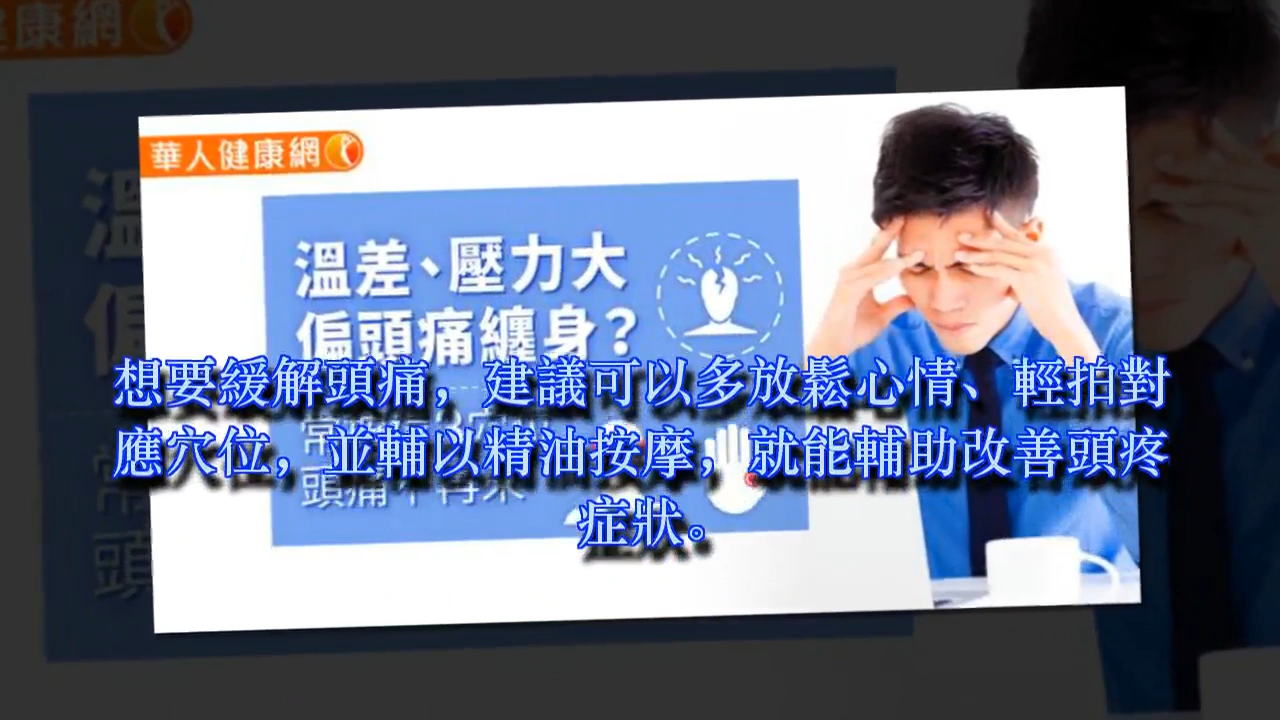 華人健康網
溫差、壓力大
偏頭痛纏身？
想要緩解頭痛，建議可以多放鬆心情、輕拍對
應穴位，並輔以精油按摩，就能輔助改善頭疼
症狀。